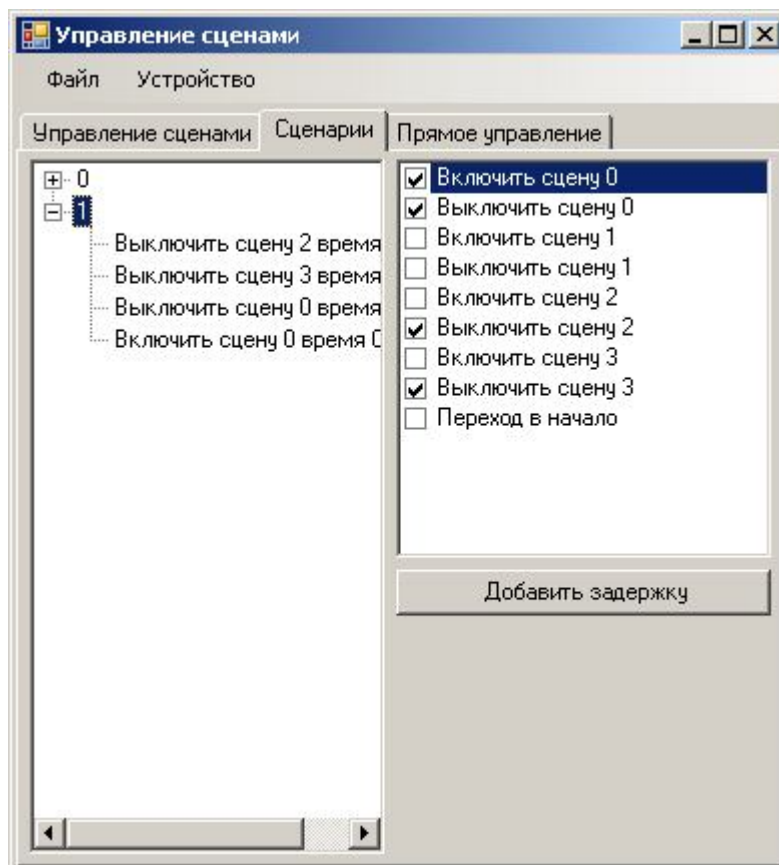 Управление сценами
Файл Устройство
Управление сценами Сценарии Прямое управление
0
1
Выключить сцену 2 время
Выключить сцену 3 время
Выключить сцену 0 время
Включить сцену 0 время 0
Включить сцену 0
Выключить сцену 0
Включить сцену 1
Выключить сцену 1
Включить сцену 2
Выключить сцену 2
Включить сцену 3
Выключить сцену 3
Переход в начало
Добавить задержку